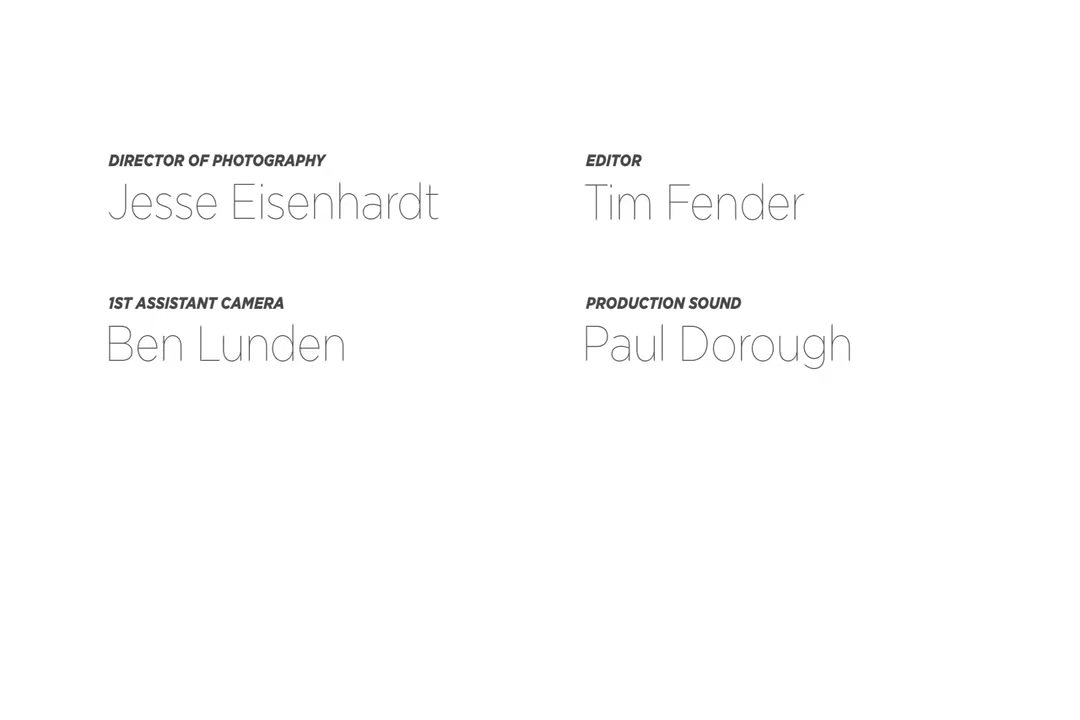 DIRECTOR OF PHOTOGRAPHY
Jesse Eisenhardt
EDITOR
Tim Fender
1ST ASSISTANT CAMERA
Ben Lunden
PRODUCTION SOUND
Paul Dorough